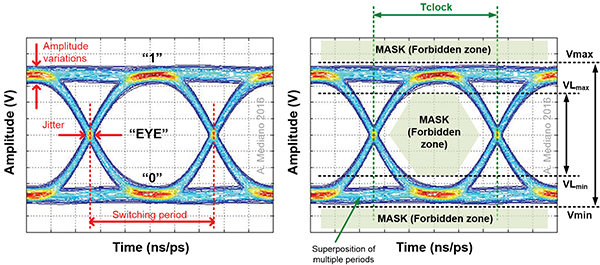 Amplitude
variations
"1"
Jitter
"EYE"
"0"
Switching period
Amplitude (V)
Time (ns/ps)
A. Mediano 2016
Tclock
MASK (Forbidden zone)
Vmax
VLmax
MASK
(Forbidden
zone)
VLmin
MASK (Forbidden zone)
Vmin
Amplitude (V)
Superposition of
multiple periods
Time (ns/ps)
A. Mediano 2016